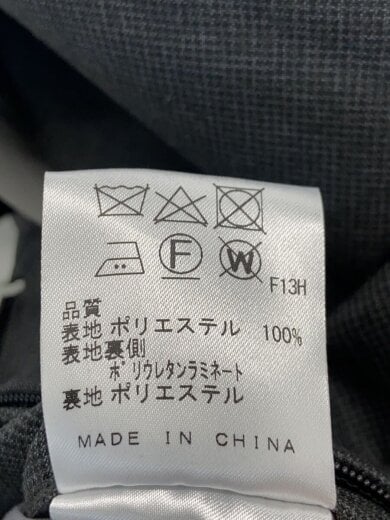 F
W
F13H
品質
表地 ポリエステル 100%
表地裏側
ポリウレタンラミネート
裏地 ポリエステル
MADE IN CHINA